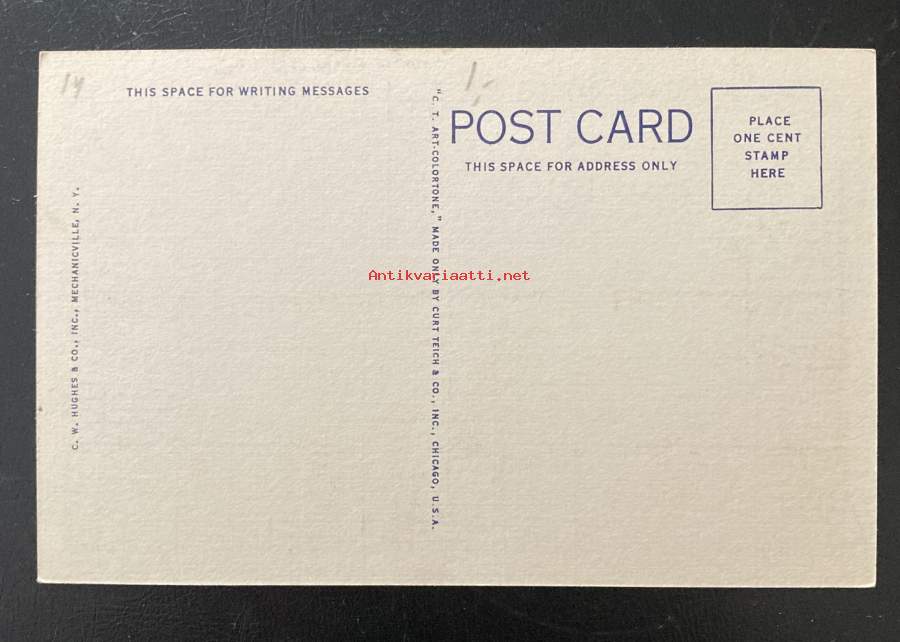 14
1,-
THIS SPACE FOR WRITING MESSAGES
C. W. HUGHES & CO., INC., MECHANICVILLE, N. Y.
"C. T. ART-COLORTONE," MADE ONLY BY CURT TEICH & CO., INC., CHICAGO, U.S.A.
POST CARD
THIS SPACE FOR ADDRESS ONLY
PLACE
ONE CENT
STAMP
HERE
Antikvariaatti.net